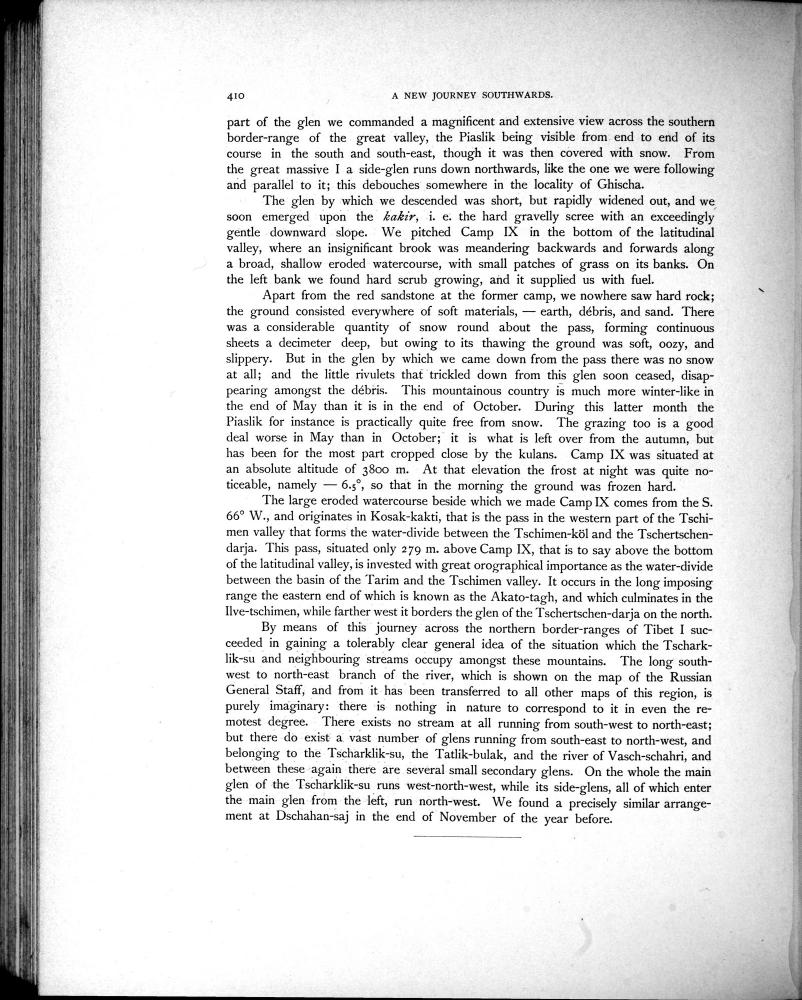 410 A NEW JOURNEY SOUTHWARDS.
part of the glen we commanded a magnificent and extensive view across the southern
border-range of the great valley, the Piaslik being visible from end to end of its
course in the south and south-east, though it was then covered with snow. From
the great massive I a side-glen runs down northwards, like the one we were following
and parallel to it; this debouches somewhere in the locality of Ghischa.
The glen by which we descended was short, but rapidly widened out, and we
soon emerged upon the kakir, i. e. the hard gravelly scree with an exceedingly
gentle downward slope. We pitched Camp IX in the bottom of the latitudinal
valley, where an insignificant brook was meandering backwards and forwards along
a broad, shallow eroded watercourse, with small patches of grass on its banks. On
the left bank we found hard scrub growing, and it supplied us with fuel.
Apart from the red sandstone at the former camp, we nowhere saw hard rock;
the ground consisted everywhere of soft materials, — earth, débris, and sand. There
was a considerable quantity of snow round about the pass, forming continuous
sheets a decimeter deep, but owing to its thawing the ground was soft, oozy, and
slippery. But in the glen by which we came down from the pass there was no snow
at all; and the little rivulets that trickled down from this glen soon ceased, disap-
pearing amongst the débris. This mountainous country is much more winter-like in
the end of May than it is in the end of October. During this latter month the
Piaslik for instance is practically quite free from snow. The grazing too is a good
deal worse in May than in October; it is what is left over from the autumn, but
has been for the most part cropped close by the kulans. Camp IX was situated at
an absolute altitude of 3800 m. At that elevation the frost at night was quite no-
ticeable, namely — 6.5°, so that in the morning the ground was frozen hard.
The large eroded watercourse beside which we made Camp IX comes from the S.
66° W., and originates in Kosak-kakti, that is the pass in the western part of the Tschi-
men valley that forms the water-divide between the Tschimen-köl and the Tschertschen-
darja. This pass, situated only 279 m. above Camp IX, that is to say above the bottom
of the latitudinal valley, is invested with great orographical importance as the water-divide
between the basin of the Tarim and the Tschimen valley. It occurs in the long imposing
range the eastern end of which is known as the Akato-tagh, and which culminates in the
Ilve-tschimen, while farther west it borders the glen of the Tschertschen-darja on the north.
By means of this journey across the northern border-ranges of Tibet I suc-
ceeded in gaining a tolerably clear general idea of the situation which the Tschark-
lik-su and neighbouring streams occupy amongst these mountains. The long south-
west to north-east branch of the river, which is shown on the map of the Russian
General Staff, and from it has been transferred to all other maps of this region, is
purely imaginary: there is nothing in nature to correspond to it in even the re-
motest degree. There exists no stream at all running from south-west to north-east;
but there do exist a vast number of glens running from south-east to north-west, and
belonging to the Tscharklik-su, the Tatlik-bulak, and the river of Vasch-schahri, and
between these again there are several small secondary glens. On the whole the main
glen of the Tscharklik-su runs west-north-west, while its side-glens, all of which enter
the main glen from the left, run north-west. We found a precisely similar arrange-
ment at Dschahan-saj in the end of November of the year before.